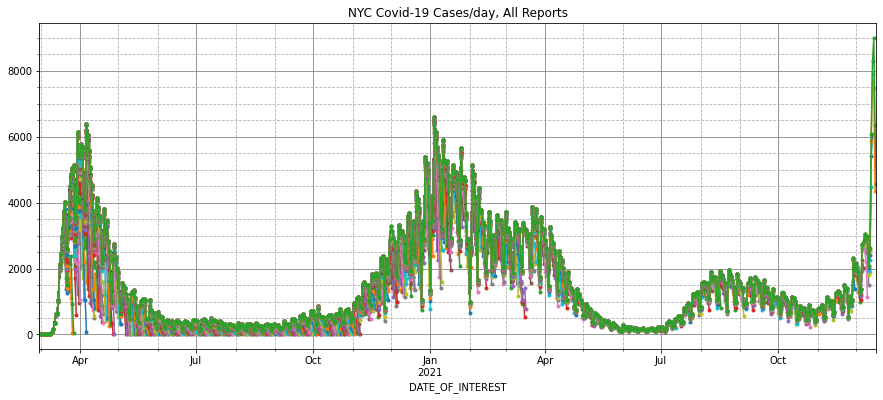 NYC Covid-19 Cases/day, All Reports
8000
6000
4000
2000
0
Apr Jul Oct Jan Apr Jul Oct
2021
DATE_OF_INTEREST